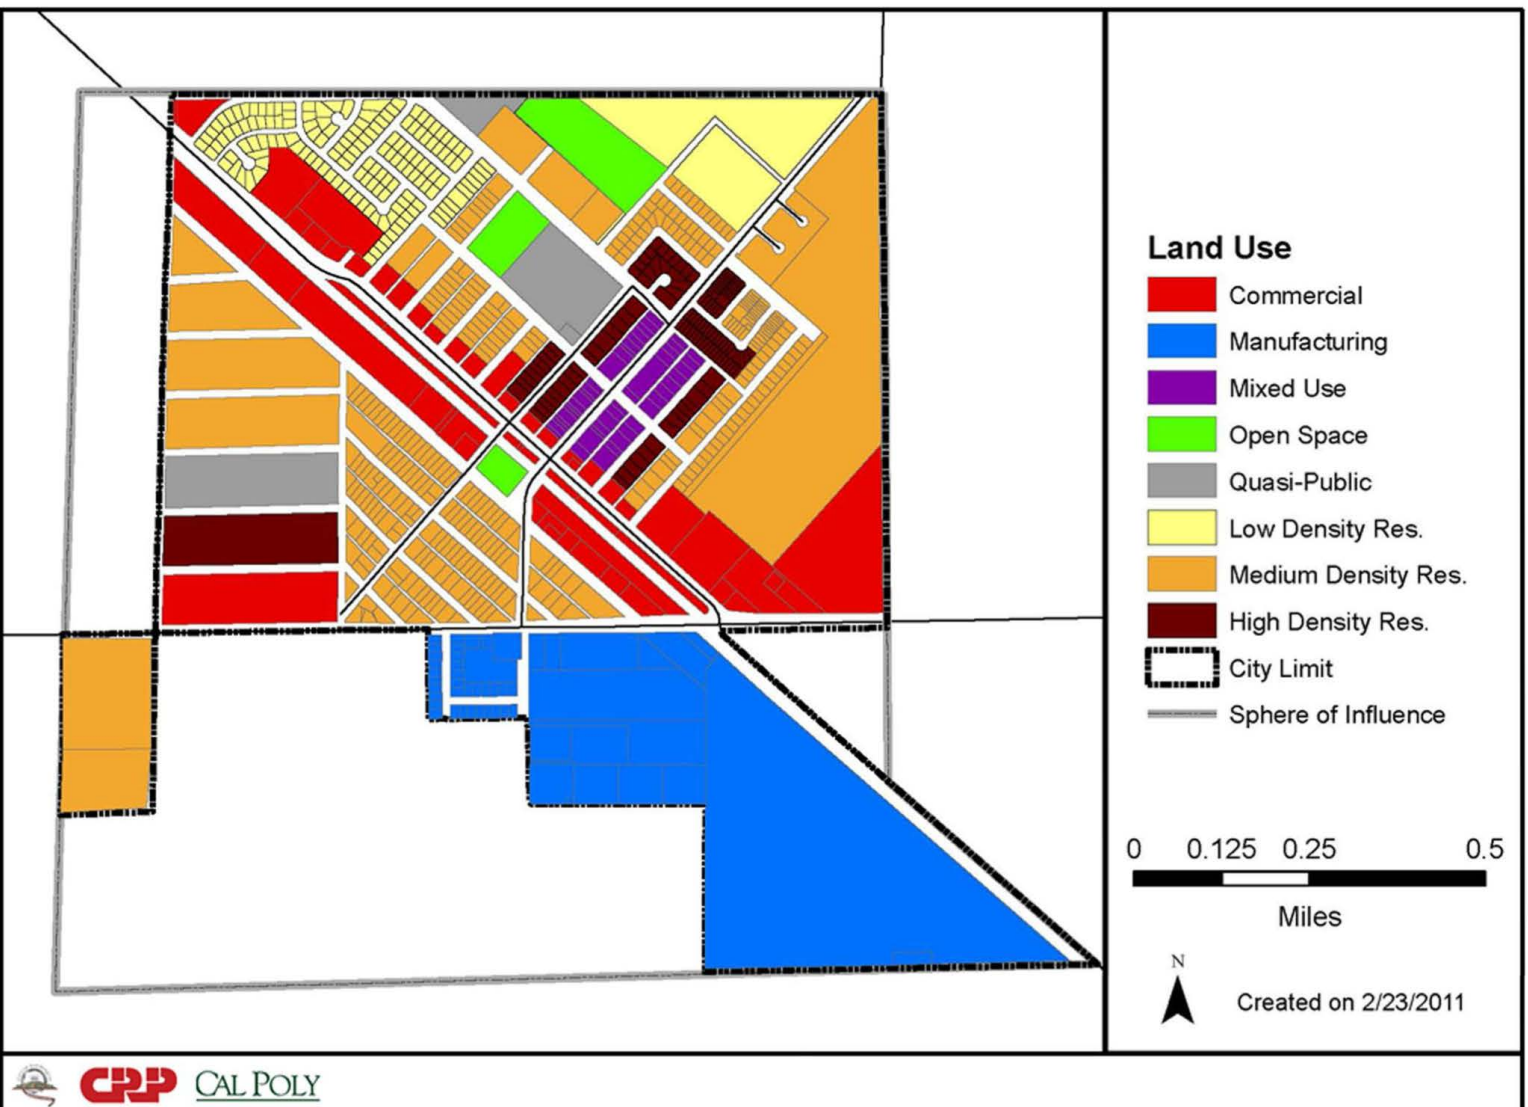 Land Use
Commercial
Manufacturing
Mixed Use
Open Space
Quasi-Public
Low Density Res.
Medium Density Res.
High Density Res.
City Limit
Sphere of Influence
0 0.125 0.25 0.5
Miles
N
Created on 2/23/2011
CRP CAL POLY